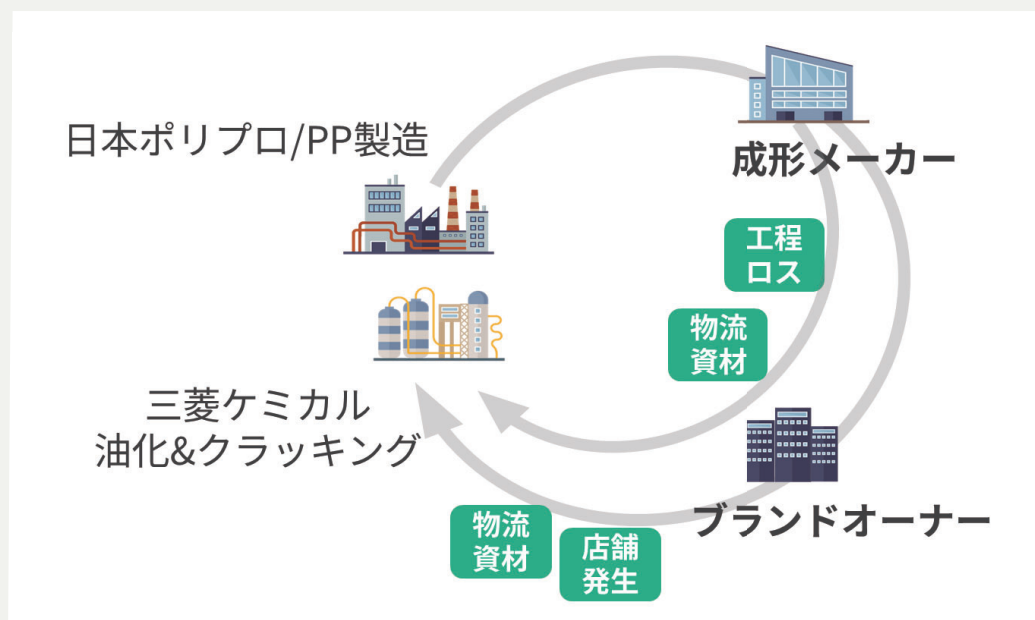 日本ポリプロ/PP製造
成形メーカー
工程
ロス
物流
資材
三菱ケミカル
油化&クラッキング
ブランドオーナー
物流
資材
店舗
発生